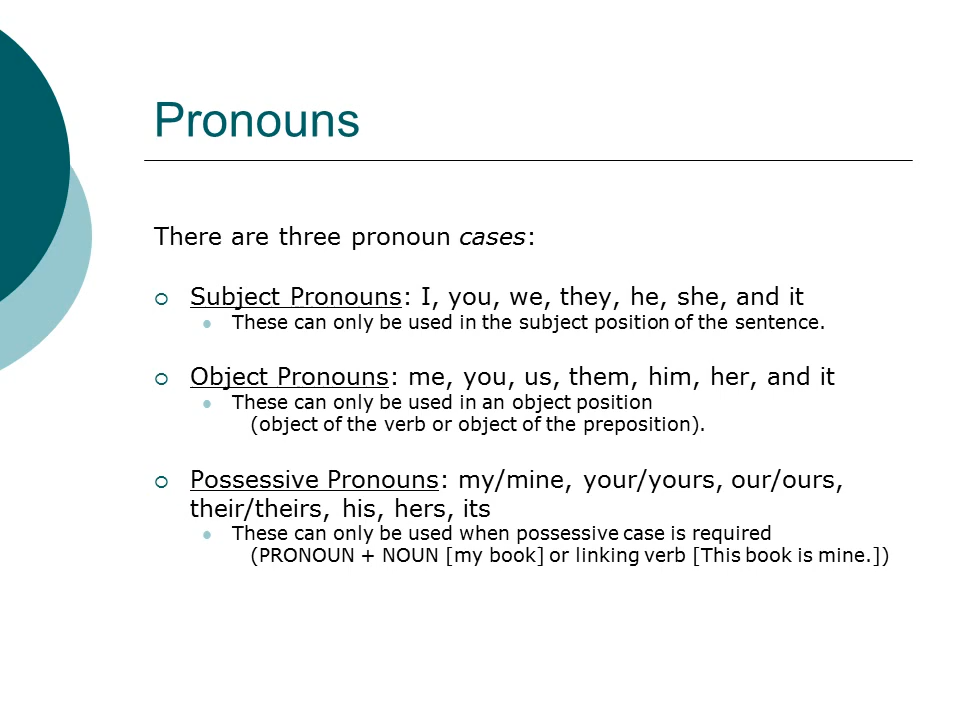 Pronouns
There are three pronoun cases:
Subject Pronouns: I, you, we, they, he, she, and it
These can only be used in the subject position of the sentence.
Object Pronouns: me, you, us, them, him, her, and it
These can only be used in an object position
(object of the verb or object of the preposition).
Possessive Pronouns: my/mine, your/yours, our/ours,
their/theirs, his, hers, its
These can only be used when possessive case is required
(PRONOUN + NOUN [my book] or linking verb [This book is mine.])